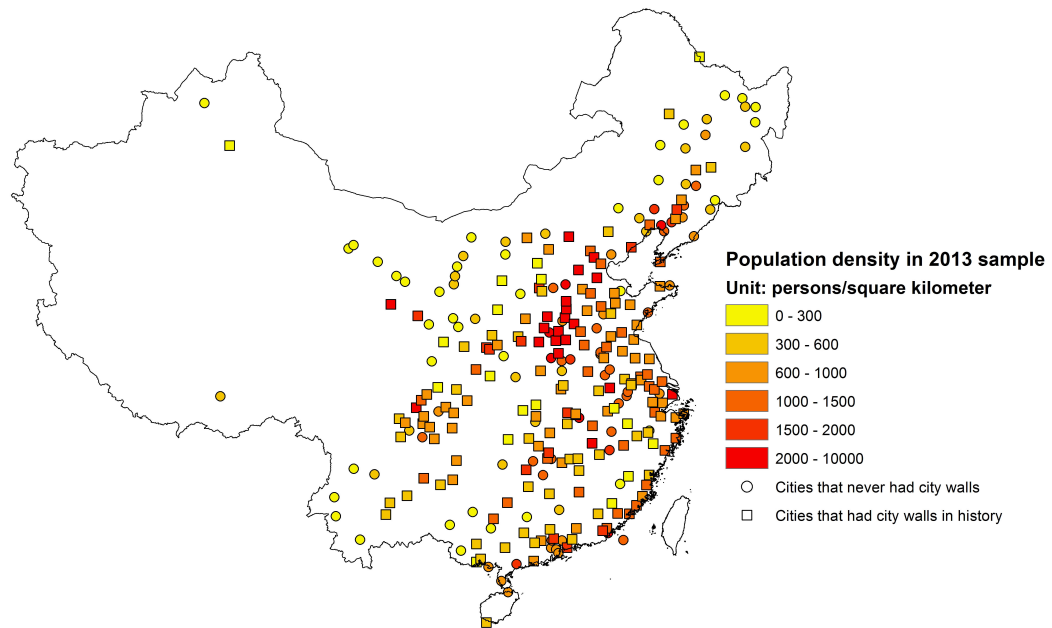 Population density in 2013 sample
Unit: persons/square kilometer
0 - 300
300 - 600
600 - 1000
1000 - 1500
1500 - 2000
2000 - 10000
Cities that never had city walls
Cities that had city walls in history